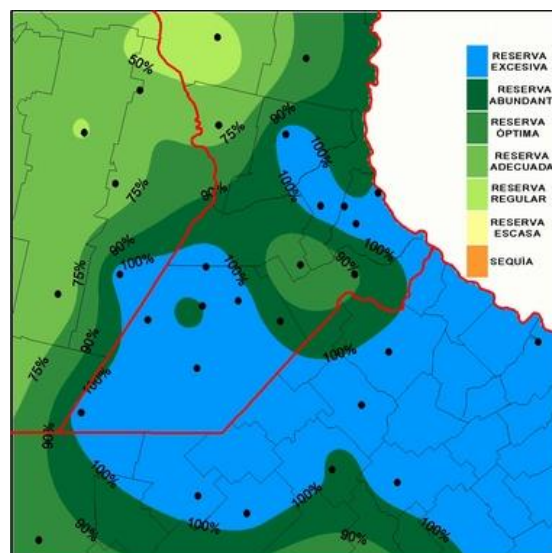 RESERVA
EXCESIVA
RESERVA
ABUNDANT
RESERVA
ÓPTIMA
RESERVA
ADECUADA
RESERVA
REGULAR
RESERVA
ESCASA
SEQUÍA
50%
75%
90%
100%
75%
100%
90%
100%
90%
100%
100%
90%
75%
90%
100%
75%
100%
90%
100%
100%
100%
100%
90%
90%